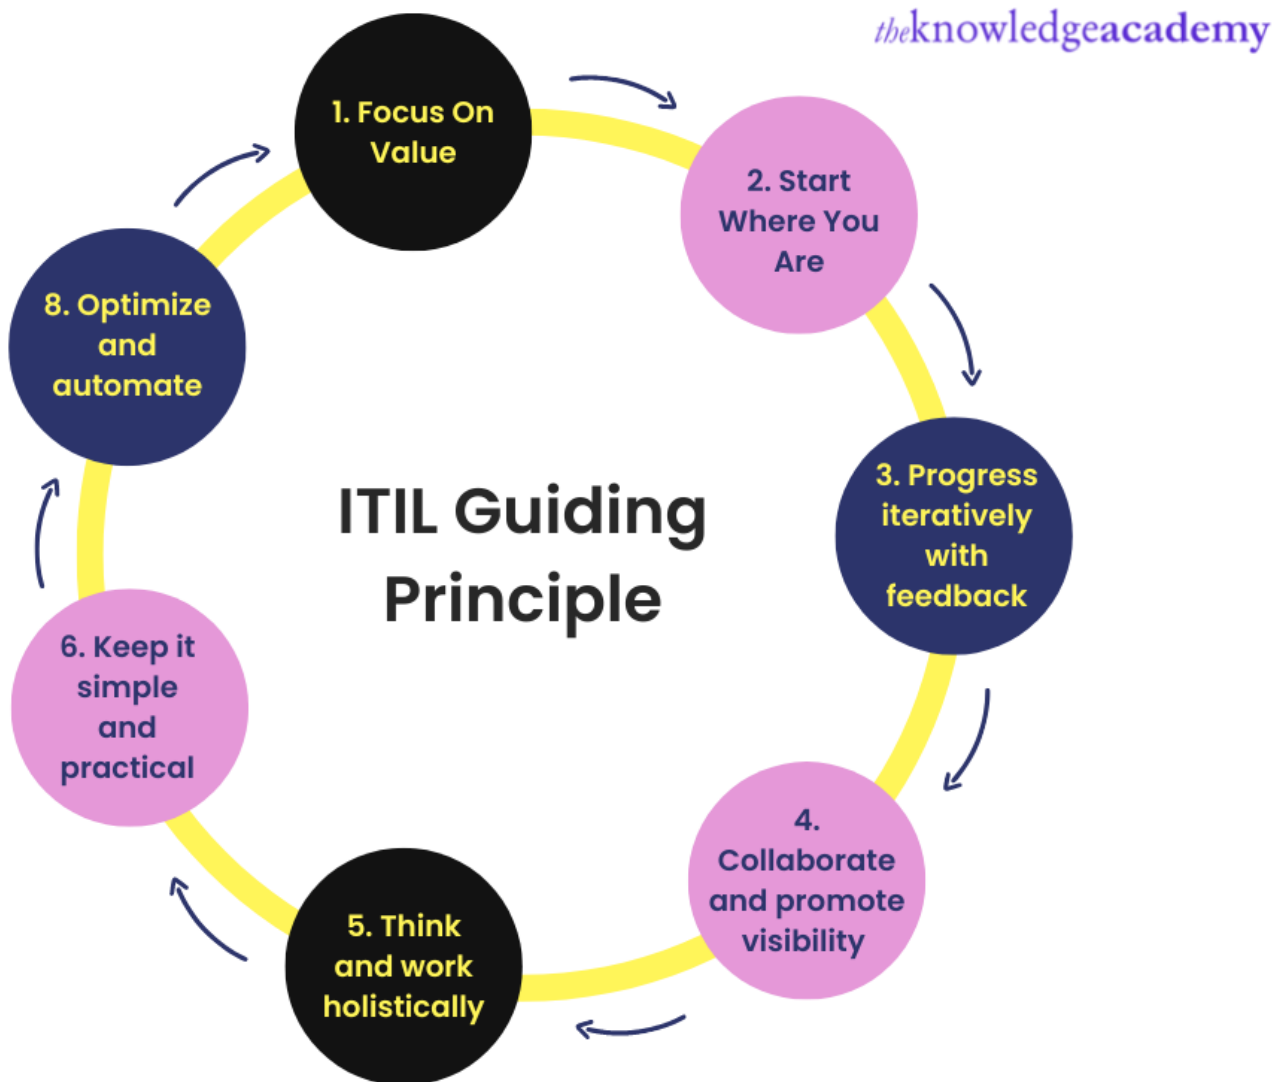 theknowledgeacademy
1. Focus On
Value
2. Start
Where You
Are
3. Progress
iteratively
with
feedback
4.
Collaborate
and promote
visibility
5. Think
and work
holistically
6. Keep it
simple
and
practical
8. Optimize
and
automate
ITIL Guiding
Principle